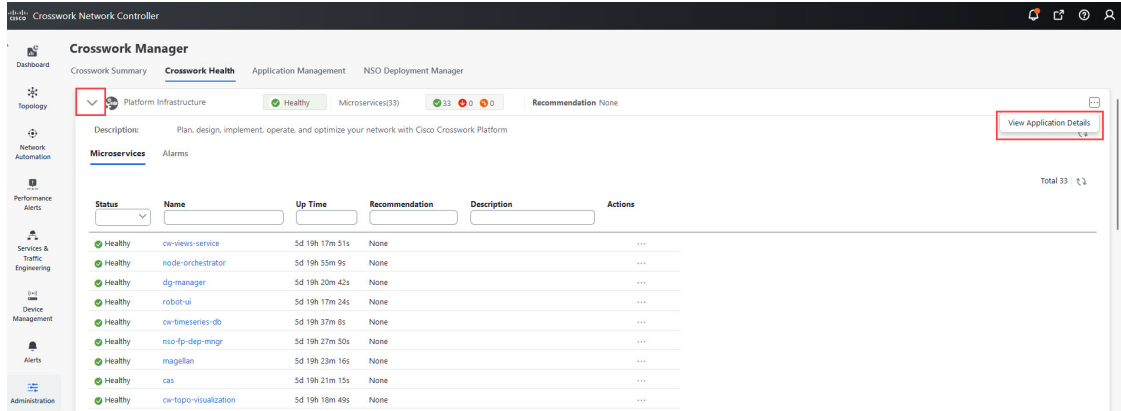 cisco Crosswork Network Controller
Dashboard
Topology
Network
Automation
Performance
Alerts
Services &
Traffic
Engineering
Device
Management
Alerts
Administration
Crosswork Manager
Crosswork Summary Crosswork Health Application Management NSO Deployment Manager
Platform Infrastructure Healthy Microservices(33) 33 0 0 Recommendation None
View Application Details
Description: Plan, design, implement, operate, and optimize your network with Cisco Crosswork Platform
Microservices Alarms
Total 33
Status Name Up Time Recommendation Description Actions
Healthy cw-views-service 5d 19h 17m 51s None ...
Healthy node-orchestrator 5d 19h 55m 9s None ...
Healthy dg-manager 5d 19h 20m 42s None ...
Healthy robot-ui 5d 19h 17m 24s None ...
Healthy cw-timeseries-db 5d 19h 37m 8s None ...
Healthy nso-fp-dep-mngr 5d 19h 27m 50s None ...
Healthy magellan 5d 19h 23m 16s None ...
Healthy cas 5d 19h 21m 15s None ...
Healthy cw-topo-visualization 5d 19h 18m 49s None ...